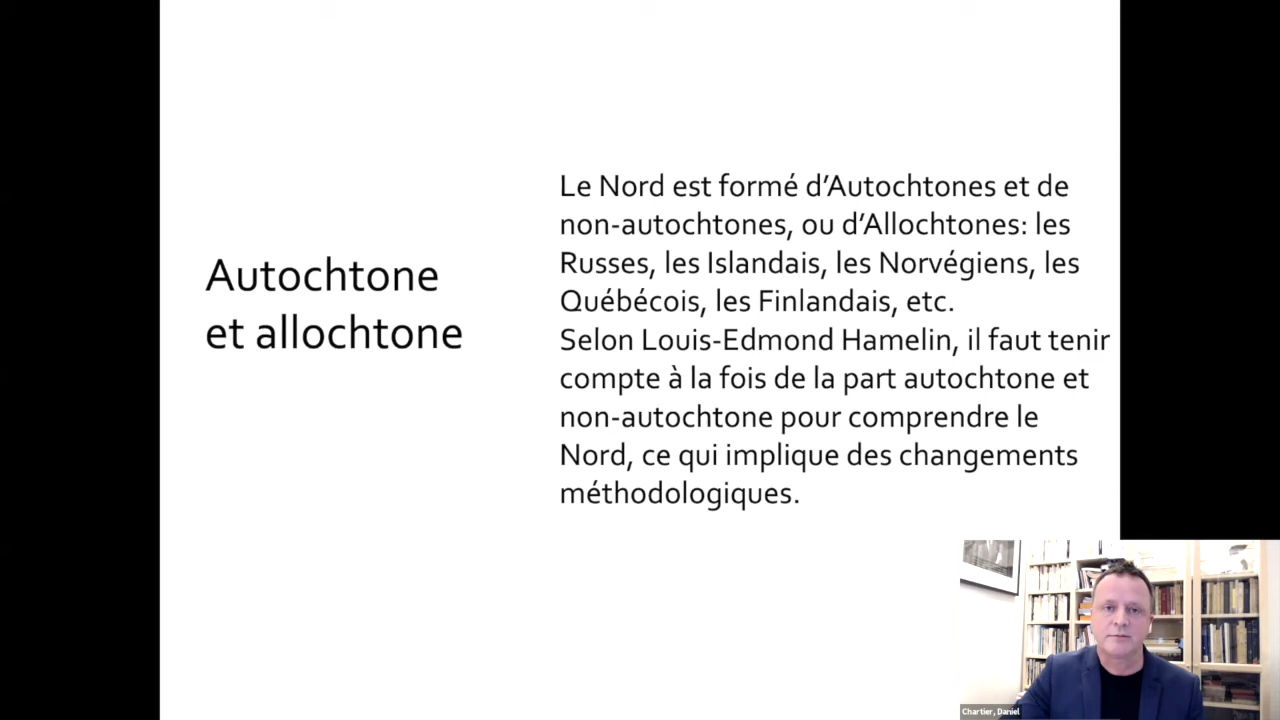 Autochtone
et allochtone
Le Nord est formé d’Autochtones et de
non-autochtones, ou d’Allochtones: les
Russes, les Islandais, les Norvégiens, les
Québécois, les Finlandais, etc.
Selon Louis-Edmond Hamelin, il faut tenir
compte à la fois de la part autochtone et
non-autochtone pour comprendre le
Nord, ce qui implique des changements
méthodologiques.
Chartier, Daniel